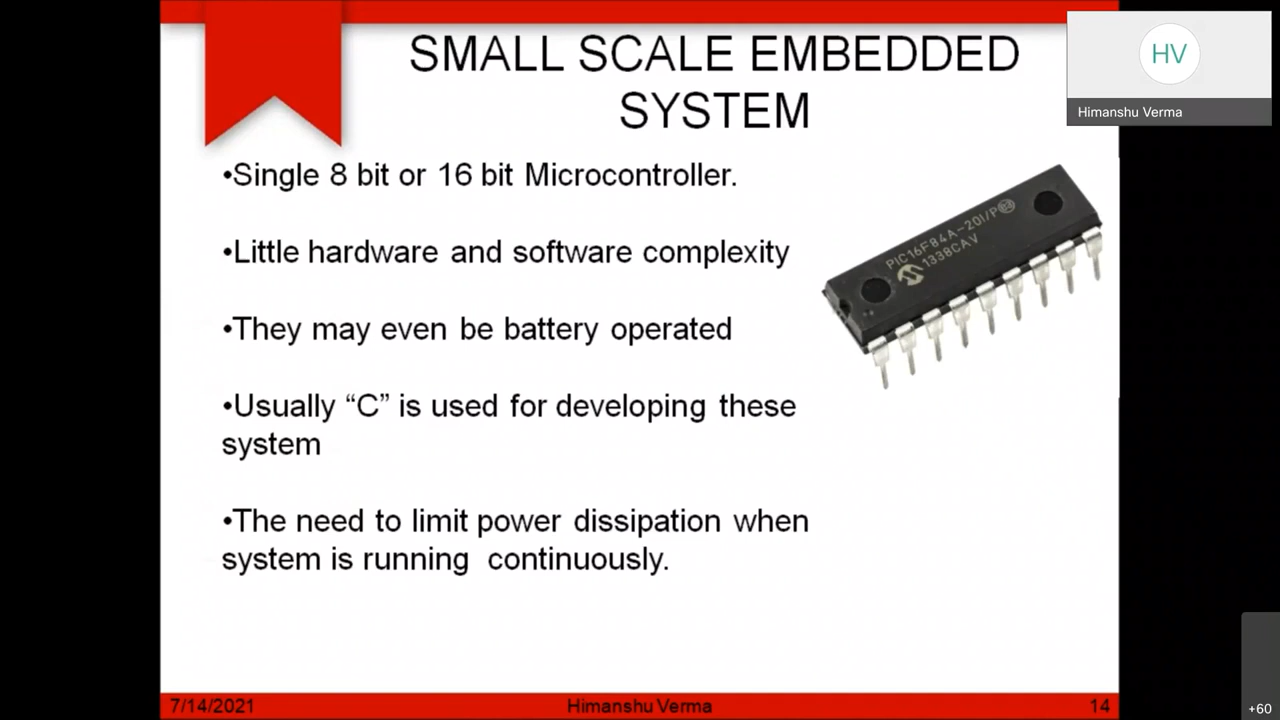 SMALL SCALE EMBEDDED
SYSTEM
HV
Himanshu Verma
•Single 8 bit or 16 bit Microcontroller.
•Little hardware and software complexity
•They may even be battery operated
•Usually “C” is used for developing these
system
•The need to limit power dissipation when
system is running continuously.
PIC16F84A-20I/P
1338CAV
7/14/2021
Himanshu Verma
14
+60